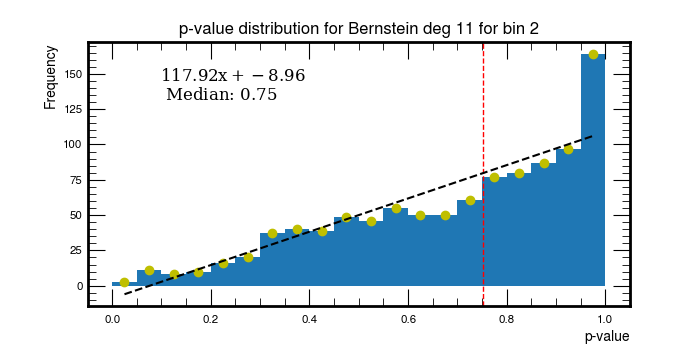 p-value distribution for Bernstein deg 11 for bin 2
Frequency
117.92x + −8.96
Median: 0.75
150
125
100
75
50
25
0
0.0 0.2 0.4 0.6 0.8 1.0
p-value